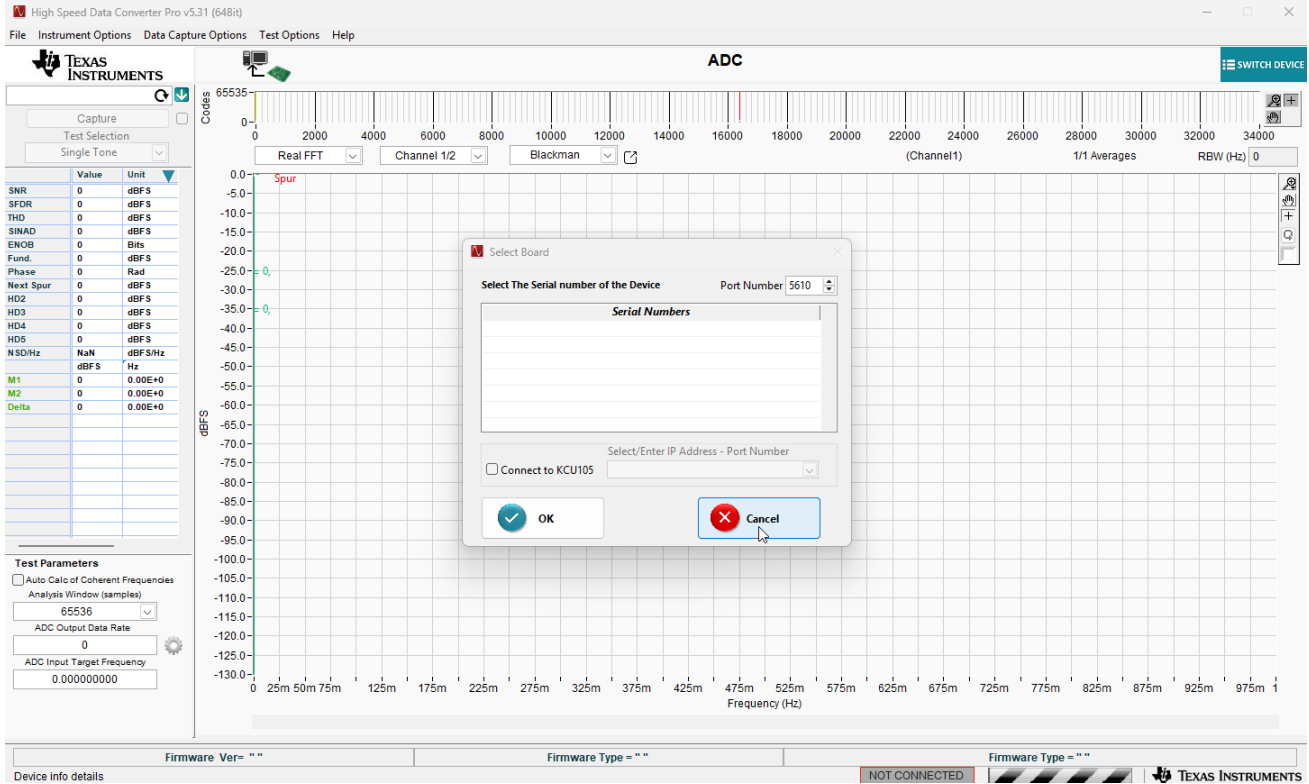 High Speed Data Converter Pro v5.31 (64Bit)
File Instrument Options Data Capture Options Test Options Help
TEXAS INSTRUMENTS
ADC
SWITCH DEVICE
Capture
Test Selection
Single Tone
Codes
65535
0
0 2000 4000 6000 8000 10000 12000 14000 16000 18000 20000 22000 24000 26000 28000 30000 32000 34000
Real FFT Channel 1/2 Blackman (Channel1) 1/1 Averages RBW (Hz) 0
Value Unit
SNR 0 dBFS
SFDR 0 dBFS
THD 0 dBFS
SINAD 0 dBFS
ENOB 0 Bits
Fund. 0 dBFS
Phase 0 Rad
Next Spur 0 dBFS
HD2 0 dBFS
HD3 0 dBFS
HD4 0 dBFS
HD5 0 dBFS
NSD/Hz NaN dBFS/Hz
dBFS Hz
M1 0 0.00E+0
M2 0 0.00E+0
Delta 0 0.00E+0
Test Parameters
Auto Calc of Coherent Frequencies
Analysis Window (samples)
65536
ADC Output Data Rate
0
ADC Input Target Frequency
0.000000000
dBFS
0.0
-5.0
-10.0
-15.0
-20.0
-25.0
-30.0
-35.0
-40.0
-45.0
-50.0
-55.0
-60.0
-65.0
-70.0
-75.0
-80.0
-85.0
-90.0
-95.0
-100.0
-105.0
-110.0
-115.0
-120.0
-125.0
-130.0
Spur
= 0,
= 0,
0 25m 50m 75m 125m 175m 225m 275m 325m 375m 425m 475m 525m 575m 625m 675m 725m 775m 825m 875m 925m 975m 1
Frequency (Hz)
Select Board
Select The Serial number of the Device Port Number 5610
Serial Numbers
Select/Enter IP Address - Port Number
Connect to KCU105
OK Cancel
Firmware Ver= " " Firmware Type = " " Firmware Type = " "
Device info details NOT CONNECTED TEXAS INSTRUMENTS